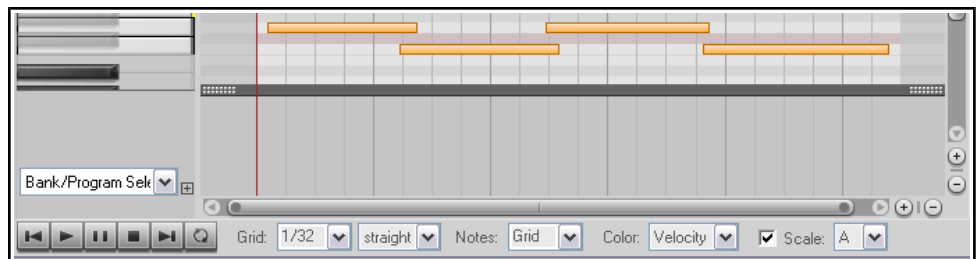 Bank/Program Sele
Grid: 1/32 straight Notes: Grid Color: Velocity Scale: A